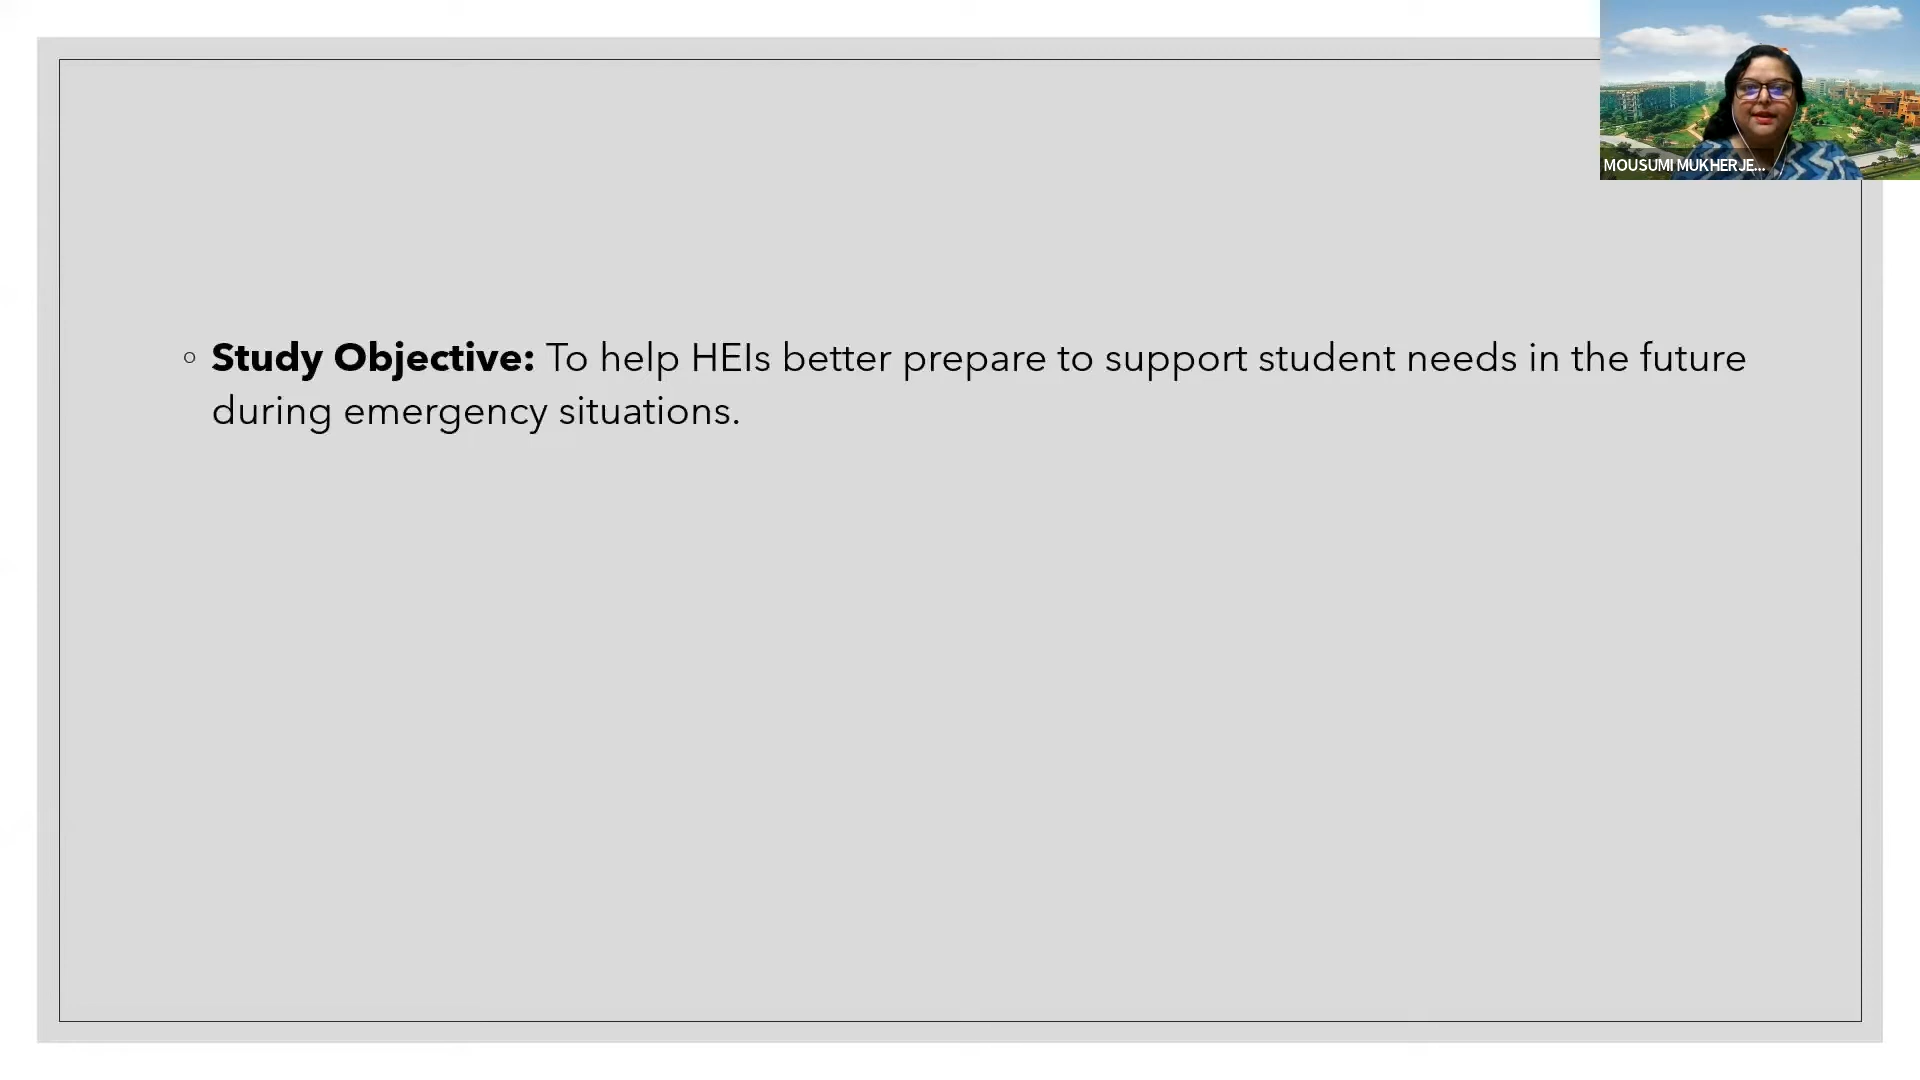 MOUSUMI MUKHERJE...
◦ Study Objective: To help HEIs better prepare to support student needs in the future
during emergency situations.